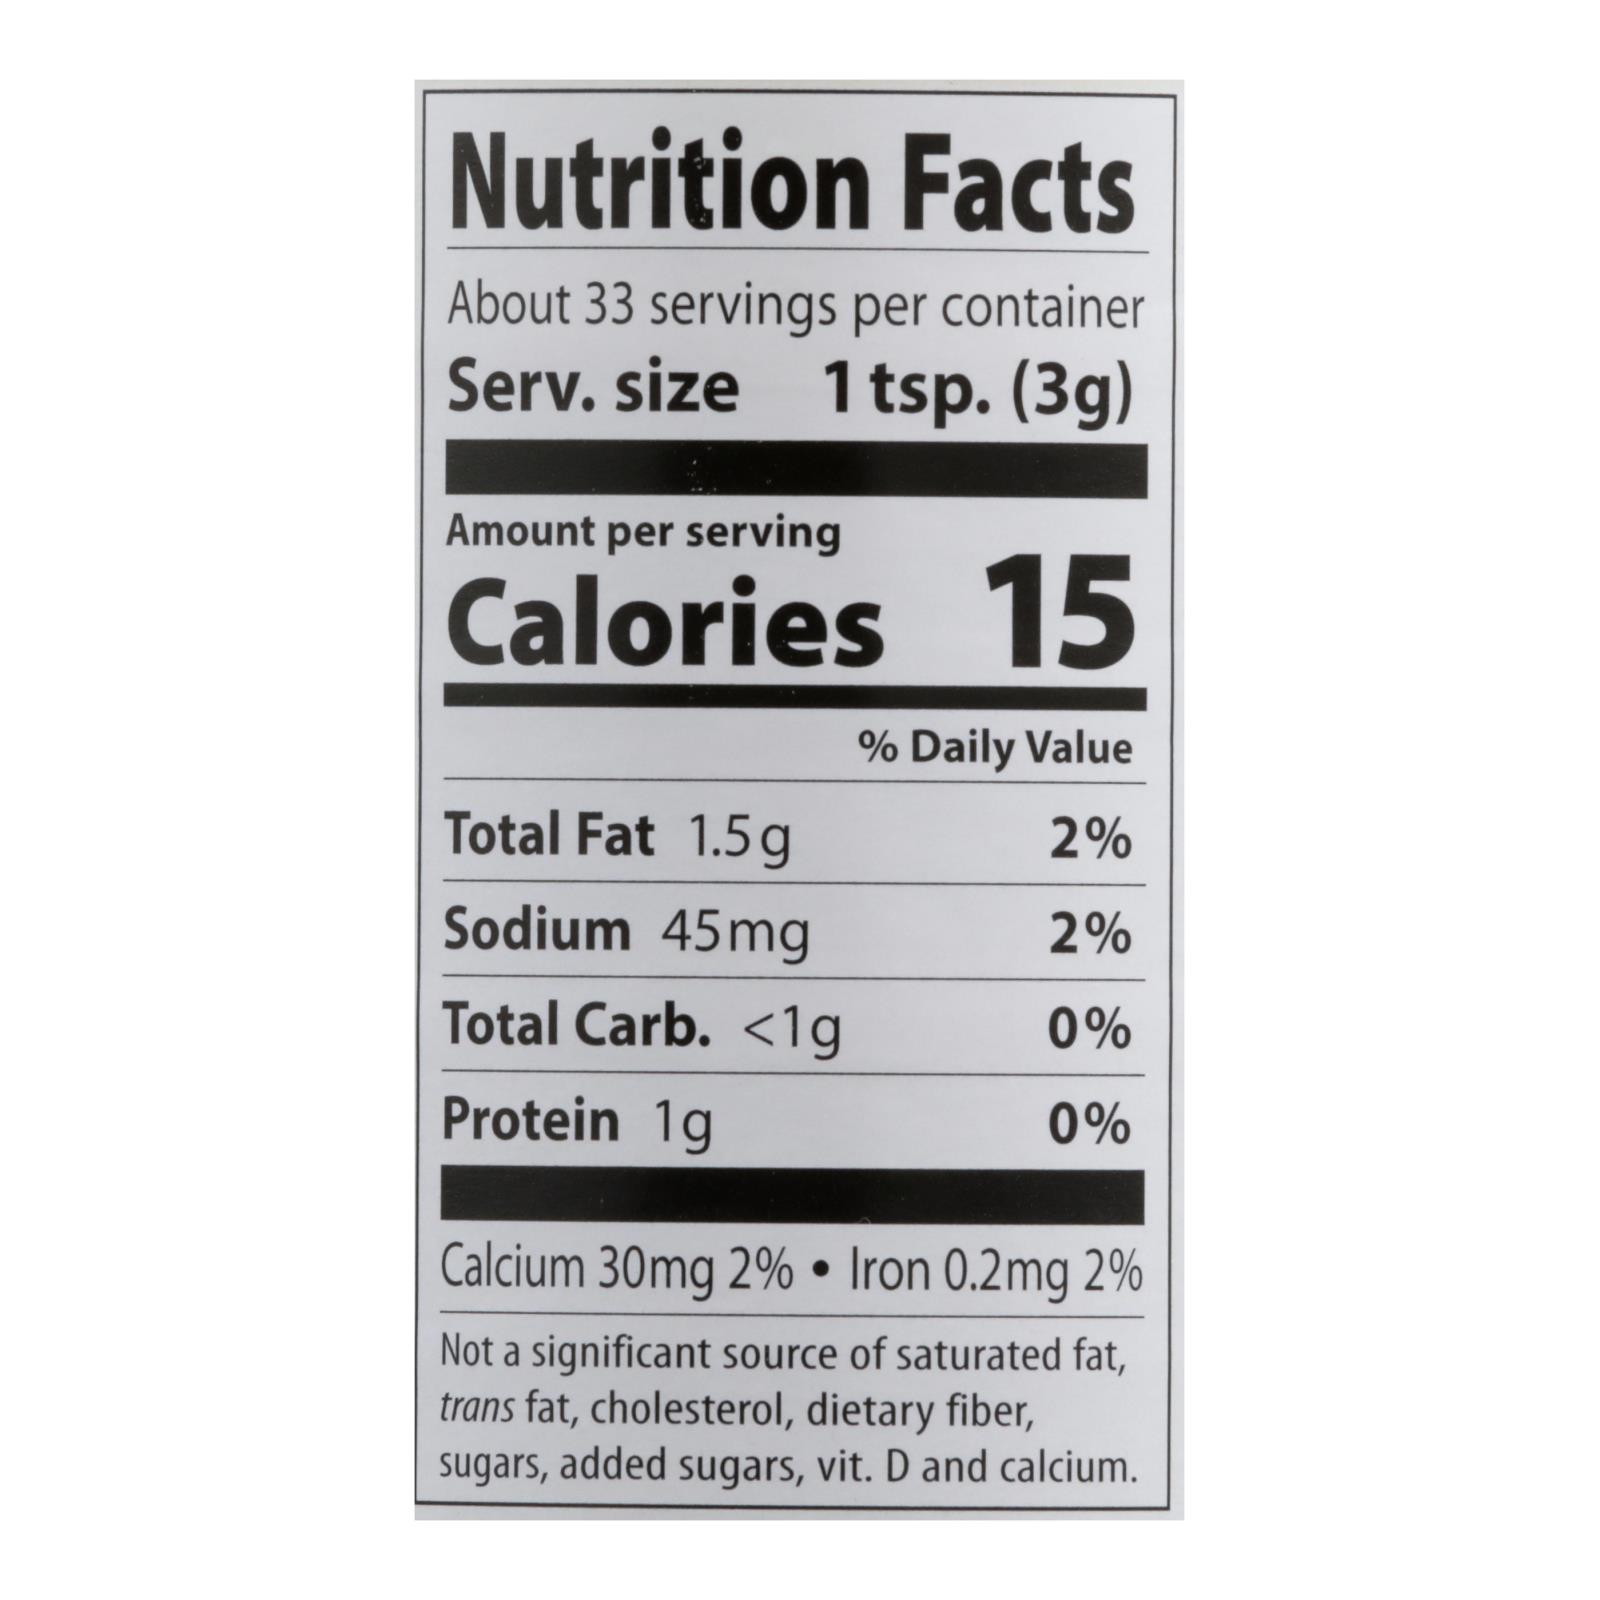 Nutrition Facts
About 33 servings per container
Serv. size 1 tsp. (3g)
Amount per serving
Calories 15
% Daily Value
Total Fat 1.5g 2%
Sodium 45mg 2%
Total Carb. <1g 0%
Protein 1g 0%
Calcium 30mg 2% • Iron 0.2mg 2%
Not a significant source of saturated fat,
trans fat, cholesterol, dietary fiber,
sugars, added sugars, vit. D and calcium.